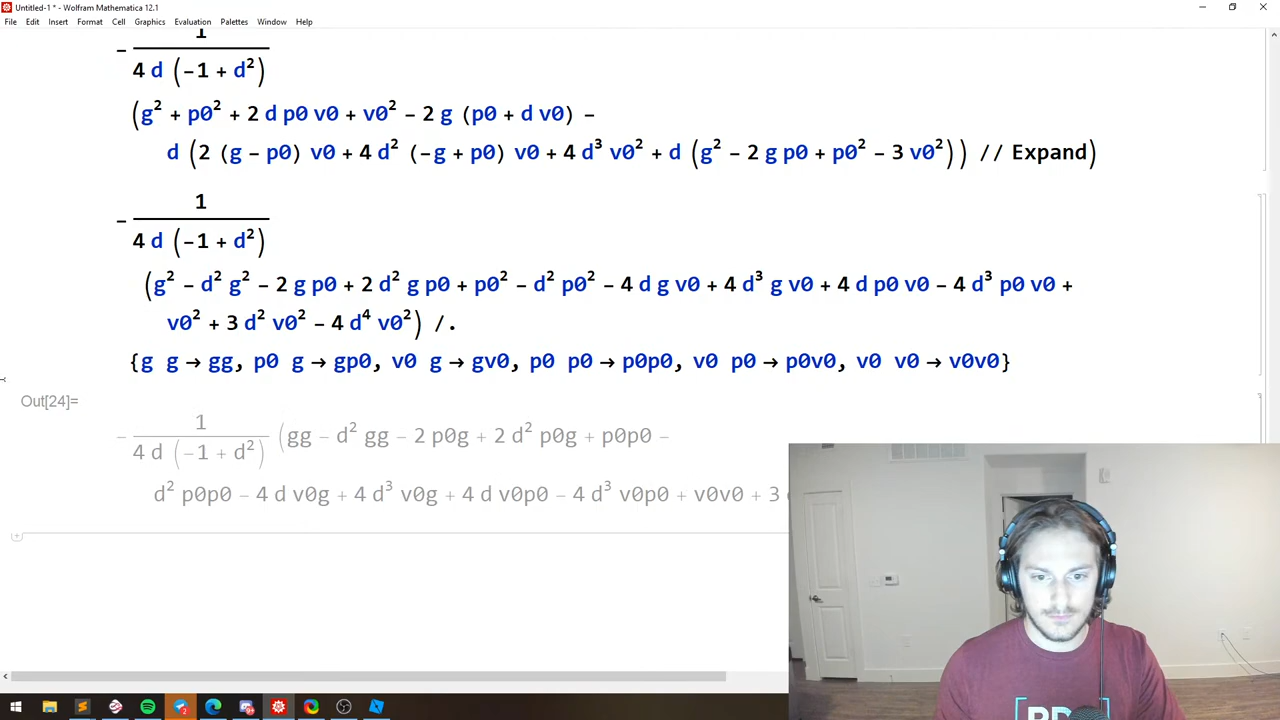 Untitled-1 * - Wolfram Mathematica 12.1
File Edit Insert Format Cell Graphics Evaluation Palettes Window Help
1
-
4 d (-1 + d²)
(g² + p0² + 2 d p0 v0 + v0² - 2 g (p0 + d v0) -
d (2 (g - p0) v0 + 4 d² (-g + p0) v0 + 4 d³ v0² + d (g² - 2 g p0 + p0² - 3 v0²)) // Expand)
1
-
4 d (-1 + d²)
(g² - d² g² - 2 g p0 + 2 d² g p0 + p0² - d² p0² - 4 d g v0 + 4 d³ g v0 + 4 d p0 v0 - 4 d³ p0 v0 +
v0² + 3 d² v0² - 4 d⁴ v0²) /.
{g g → gg, p0 g → gp0, v0 g → gv0, p0 p0 → p0p0, v0 p0 → p0v0, v0 v0 → v0v0}
Out[24]=
1
- (gg - d² gg - 2 p0g + 2 d² p0g + p0p0 -
4 d (-1 + d²)
d² p0p0 - 4 d v0g + 4 d³ v0g + 4 d v0p0 - 4 d³ v0p0 + v0v0 + 3